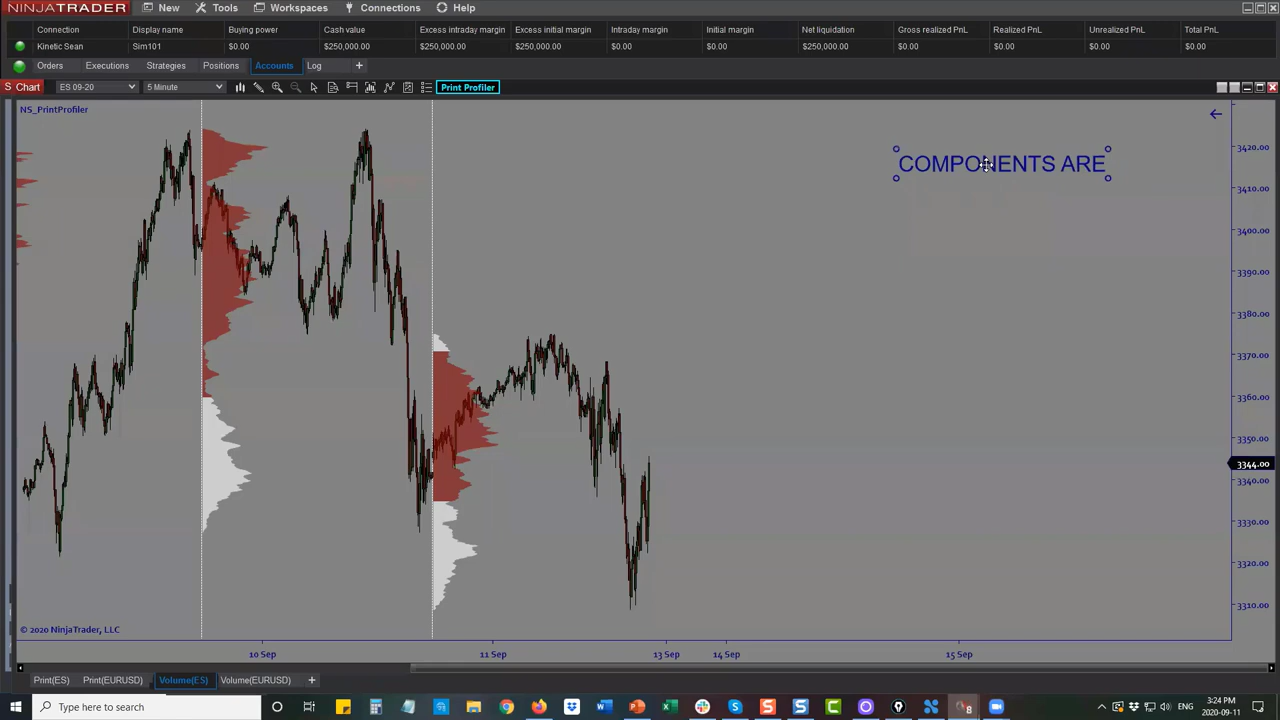 NINJATRADER New Tools Workspaces Connections Help
Connection Display name Buying power Cash value Excess intraday margin Excess initial margin Intraday margin Initial margin Net liquidation Gross realized PnL Realized PnL Unrealized PnL Total PnL
Kinetic Sean Sim101 $0.00 $250,000.00 $250,000.00 $250,000.00 $0.00 $0.00 $250,000.00 $0.00 $0.00 $0.00 $0.00
Orders Executions Strategies Positions Accounts Log +
S Chart ES 09-20 5 Minute Print Profiler
NS_PrintProfiler
COMPONENTS ARE
3420.00
3410.00
3400.00
3390.00
3380.00
3370.00
3360.00
3350.00
3344.00
3340.00
3330.00
3320.00
3310.00
© 2020 NinjaTrader, LLC
10 Sep 11 Sep 13 Sep 14 Sep 15 Sep
Print(ES) Print(EURUSD) Volume(ES) Volume(EURUSD) +
Type here to search
ENG
3:24 PM
2020-09-11